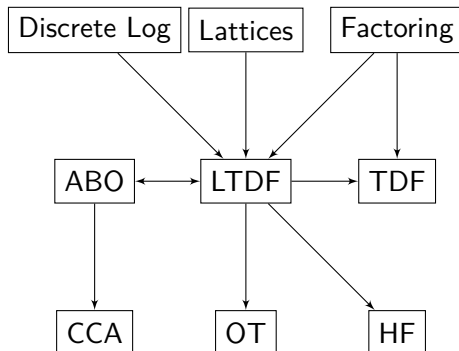 Discrete Log Lattices Factoring
ABO LTDF TDF
CCA OT HF